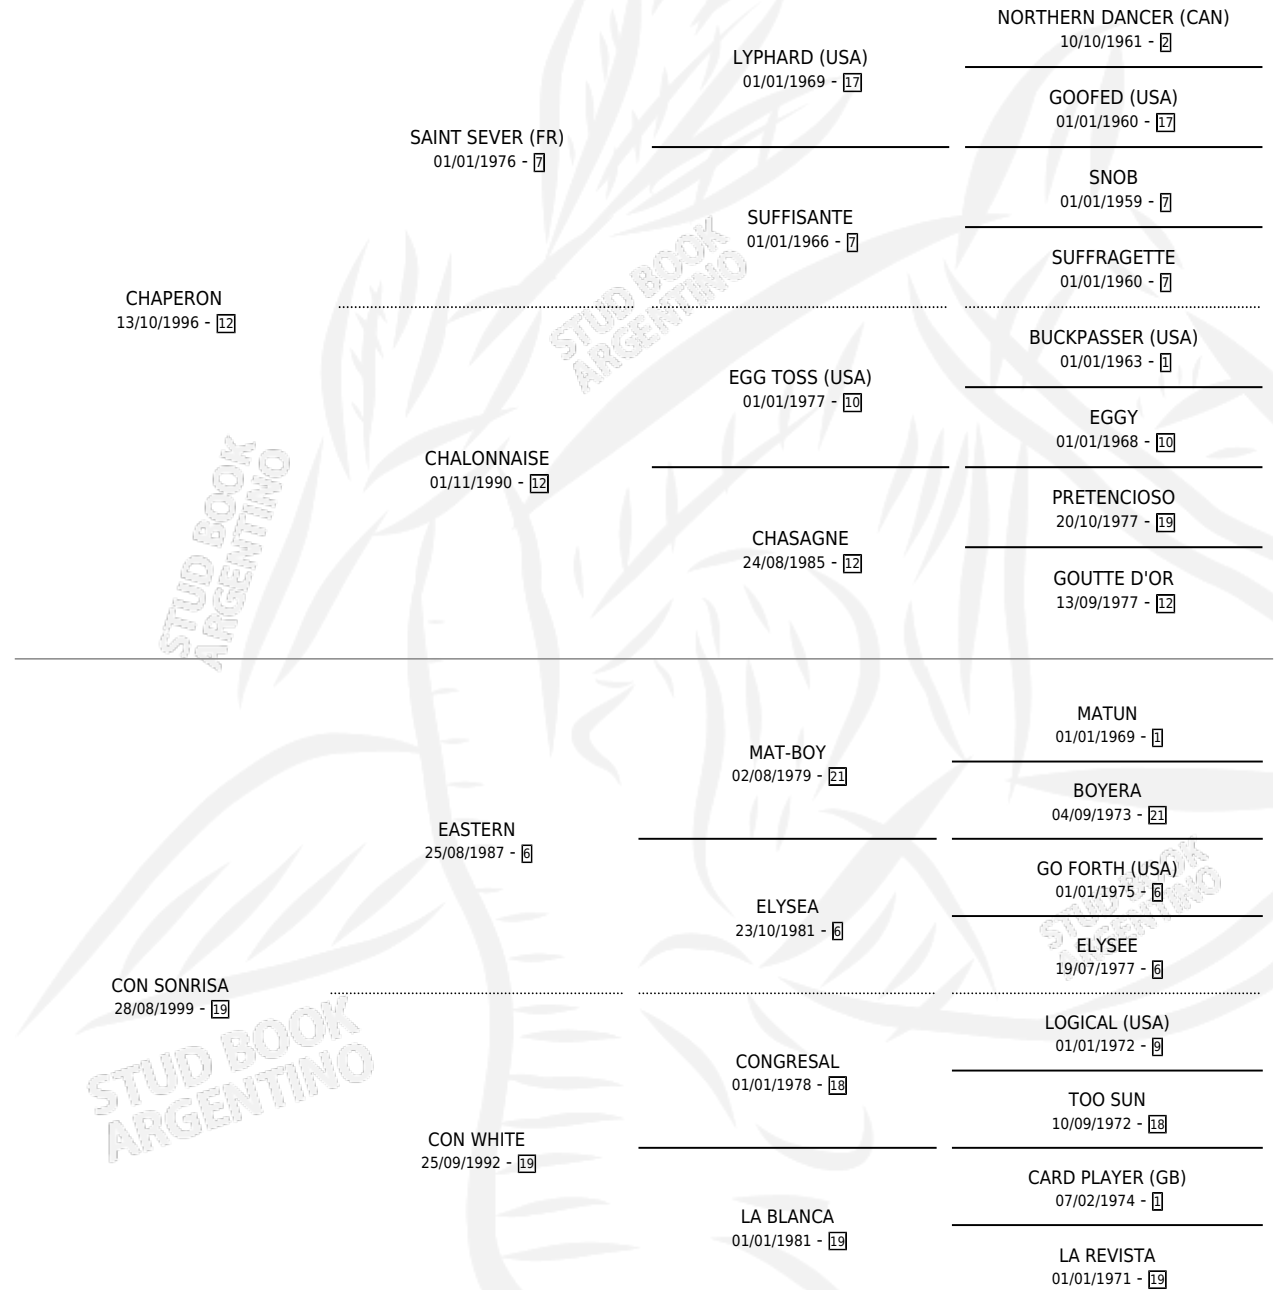 NORTHERN DANCER (CAN)
10/10/1961 - 2
LYPHARD (USA)
01/01/1969 - 17
GOOFED (USA)
01/01/1960 - 17
SAINT SEVER (FR)
01/01/1976 - 7
SNOB
01/01/1959 - 7
SUFFISANTE
01/01/1966 - 7
SUFFRAGETTE
01/01/1960 - 7
CHAPERON
13/10/1996 - 12
STUD BOOK
ARGENTINO
BUCKPASSER (USA)
01/01/1963 - 1
EGG TOSS (USA)
01/01/1977 - 10
EGGY
01/01/1968 - 10
CHALONNAISE
01/11/1990 - 12
PRETENCIOSO
20/10/1977 - 19
CHASAGNE
24/08/1985 - 12
GOUTTE D'OR
13/09/1977 - 12
STUD BOOK
ARGENTINO
MATUN
01/01/1969 - 1
MAT-BOY
02/08/1979 - 21
BOYERA
04/09/1973 - 21
EASTERN
25/08/1987 - 6
GO FORTH (USA)
01/01/1975 - 6
ELYSEA
23/10/1981 - 6
STUD BOOK
ARGENTINO
ELYSEE
19/07/1977 - 6
CON SONRISA
28/08/1999 - 19
STUD BOOK
ARGENTINO
LOGICAL (USA)
01/01/1972 - 9
CONGRESAL
01/01/1978 - 18
TOO SUN
10/09/1972 - 18
CON WHITE
25/09/1992 - 19
CARD PLAYER (GB)
07/02/1974 - 1
LA BLANCA
01/01/1981 - 19
LA REVISTA
01/01/1971 - 19